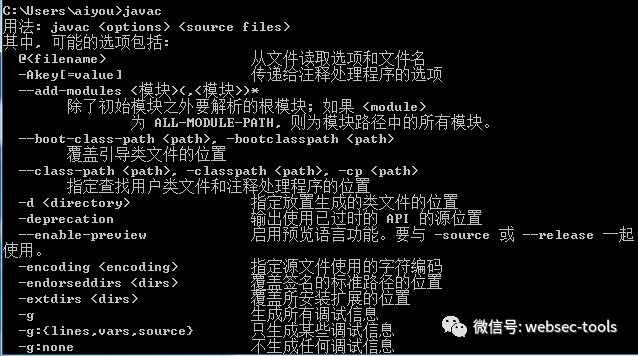 C:\Users\aiyou>javac
用法: javac <options> <source files>
其中, 可能的选项包括:
@<filename> 从文件读取选项和文件名
-Akey[=value] 传递给注释处理程序的选项
--add-modules <模块>(,<模块>)*
除了初始模块之外要解析的根模块; 如果 <module>
为 ALL-MODULE-PATH, 则为模块路径中的所有模块。
--boot-class-path <path>, -bootclasspath <path>
覆盖引导类文件的位置
--class-path <path>, -classpath <path>, -cp <path>
指定查找用户类文件和注释处理程序的位置
-d <directory> 指定放置生成的类文件的位置
-deprecation 输出使用已过时的 API 的源位置
--enable-preview 启用预览语言功能。要与 -source 或 --release 一起
使用。
-encoding <encoding> 指定源文件使用的字符编码
-endorseddirs <dirs> 覆盖签名的标准路径的位置
-extdirs <dirs> 覆盖所安装扩展的位置
-g 生成所有调试信息
-g:{lines,vars,source} 只生成某些调试信息
-g:none 不生成任何调试信息
微信号: websec-tools